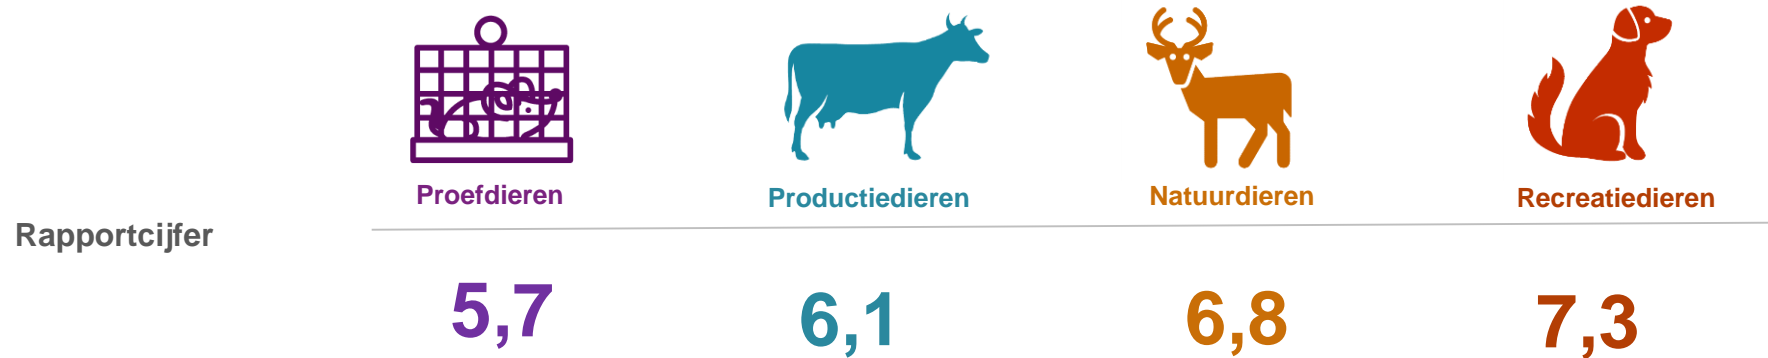 Proefdieren
Productiedieren
Natuurdieren
Recreatiedieren
Rapportcijfer
5,7
6,1
6,8
7,3